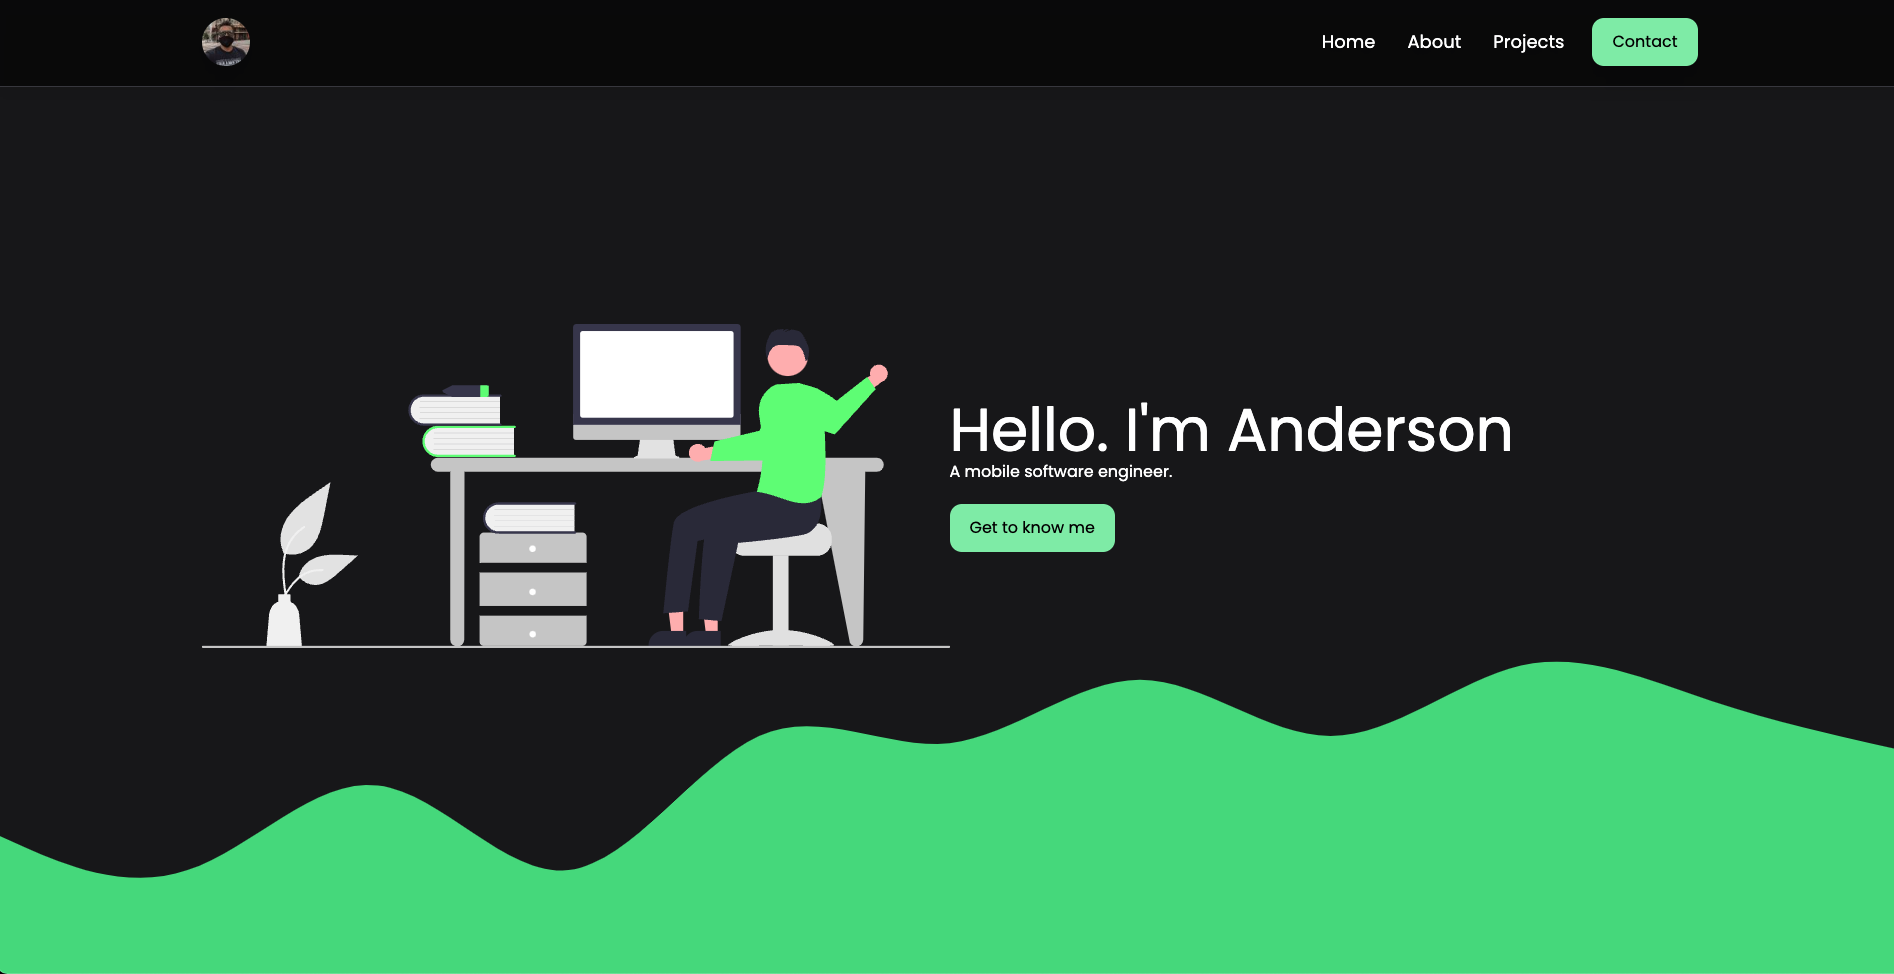 Home About Projects Contact
Hello. I'm Anderson
A mobile software engineer.
Get to know me